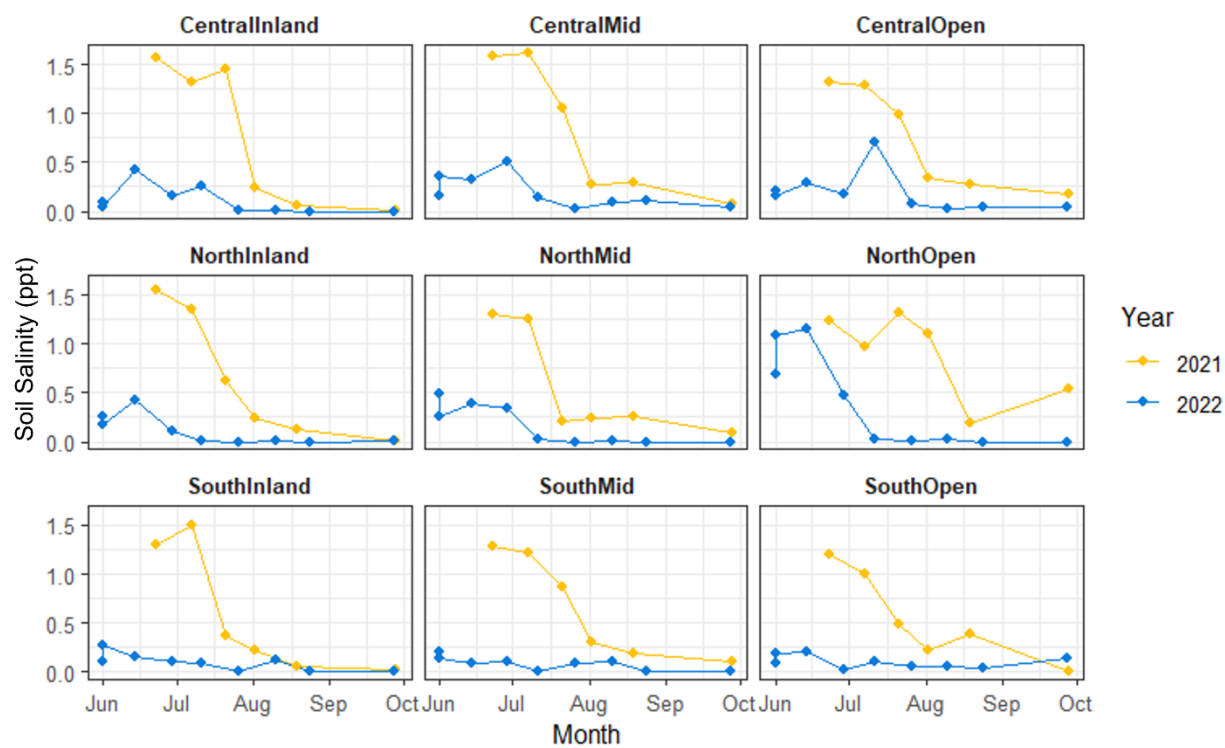 CentralInland CentralMid CentralOpen
1.5
1.0
0.5
0.0
NorthInland NorthMid NorthOpen
1.5
1.0
0.5
0.0
SouthInland SouthMid SouthOpen
1.5
1.0
0.5
0.0
Jun Jul Aug Sep Oct Jun Jul Aug Sep Oct Jun Jul Aug Sep Oct
Month
Soil Salinity (ppt)
Year
2021
2022